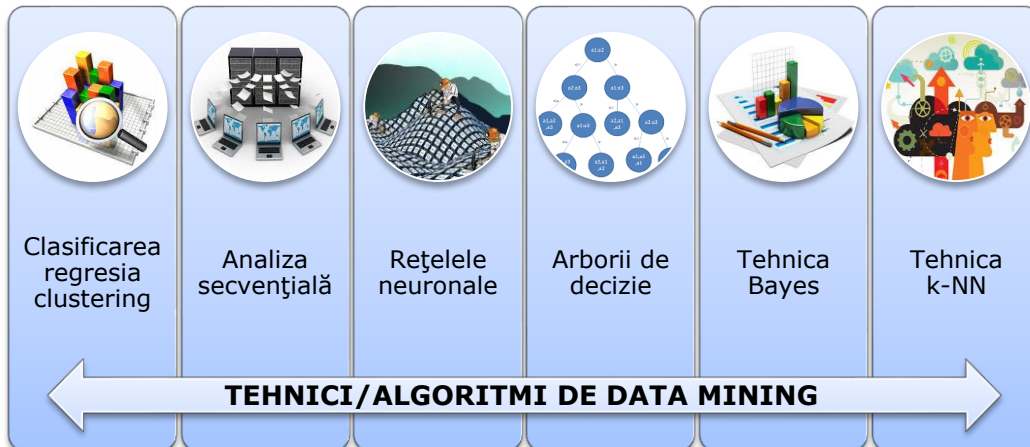 Clasificarea
regresia
clustering
Analiza
secvenţială
Reţelele
neuronale
Arborii de
decizie
Tehnica
Bayes
Tehnica
k-NN
TEHNICI/ALGORITMI DE DATA MINING